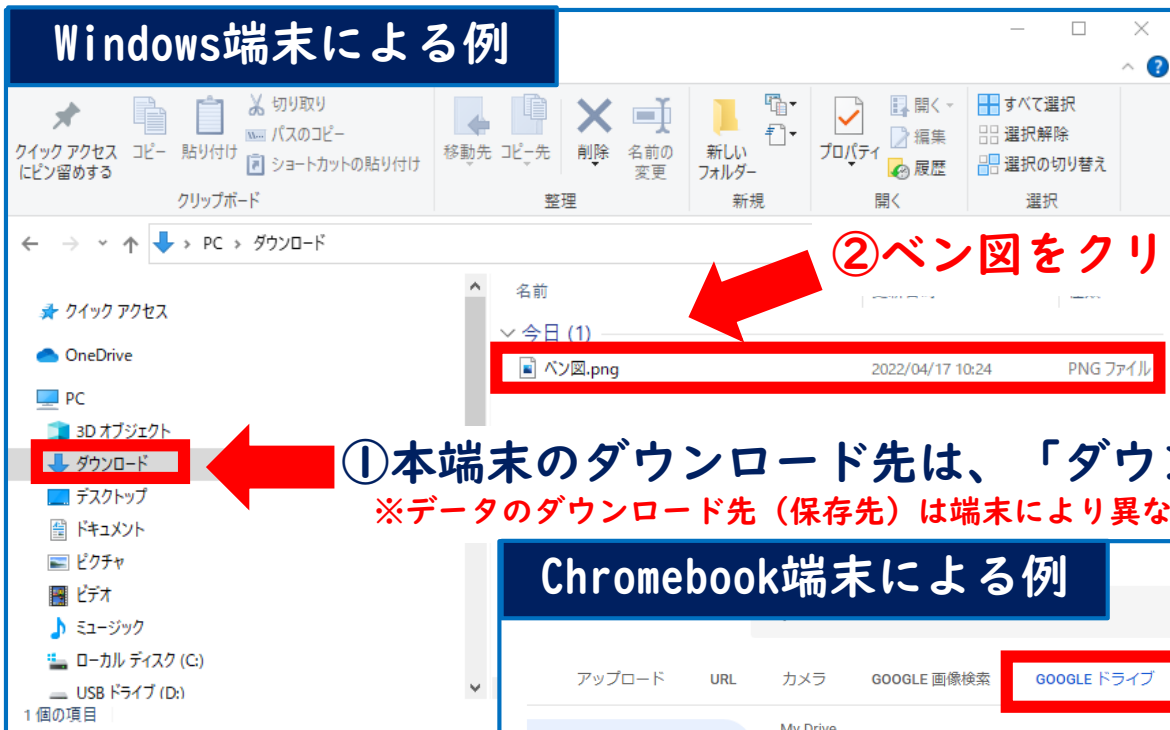 Windows端末による例
クイック アクセス
にピン留めする
コピー
貼り付け
切り取り
パスのコピー
ショートカットの貼り付け
クリップボード
移動先
コピー先
削除
名前の
変更
整理
新しい
フォルダー
新規
プロパティ
開く
編集
履歴
開く
すべて選択
選択解除
選択の切り替え
選択
PC › ダウンロード
②ベン図をクリ
名前
今日 (1)
ベン図.png 2022/04/17 10:24 PNG ファイル
クイック アクセス
OneDrive
PC
3D オブジェクト
ダウンロード
デスクトップ
ドキュメント
ピクチャ
ビデオ
ミュージック
ローカル ディスク (C:)
USB ドライブ (D:)
1 個の項目
①本端末のダウンロード先は、「ダウン
※データのダウンロード先（保存先）は端末により異な
Chromebook端末による例
アップロード URL カメラ GOOGLE 画像検索 GOOGLE ドライブ
My Drive